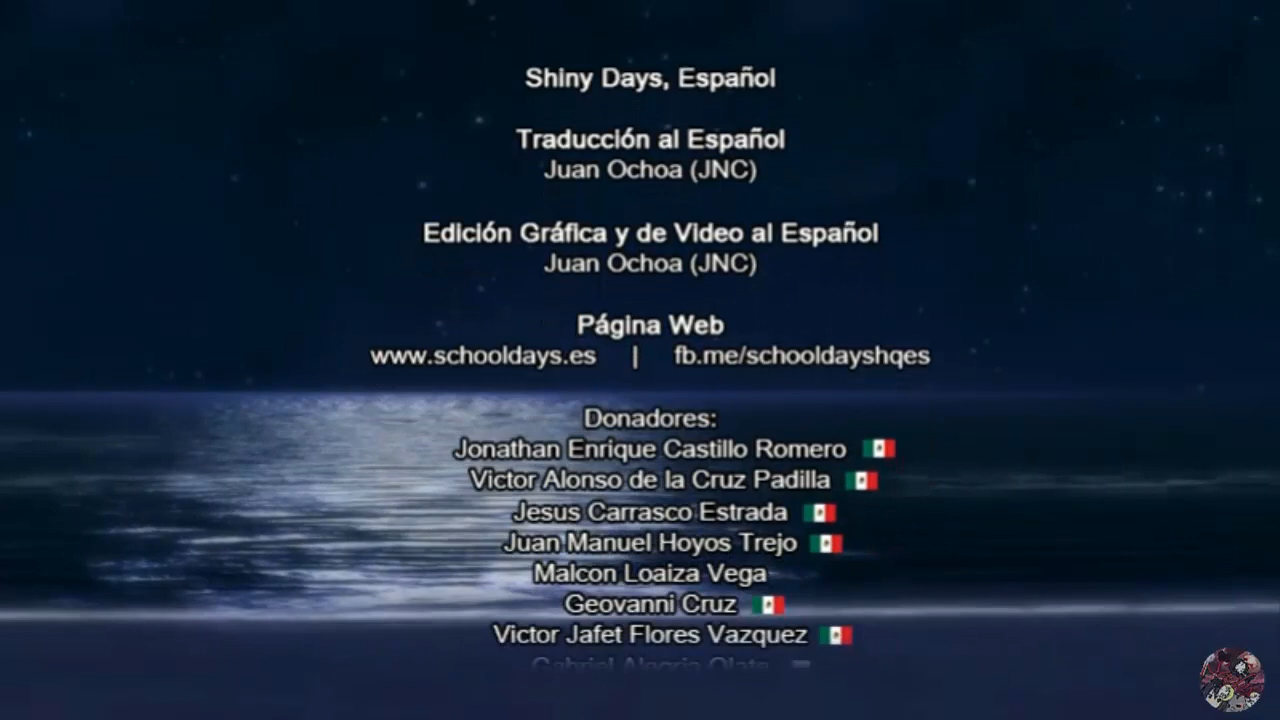 Shiny Days, Español
Traducción al Español
Juan Ochoa (JNC)
Edición Gráfica y de Video al Español
Juan Ochoa (JNC)
Página Web
www.schooldays.es | fb.me/schooldayshqes
Donadores:
Jonathan Enrique Castillo Romero
Victor Alonso de la Cruz Padilla
Jesus Carrasco Estrada
Juan Manuel Hoyos Trejo
Malcon Loaiza Vega
Geovanni Cruz
Victor Jafet Flores Vazquez
Gabriel Alegria